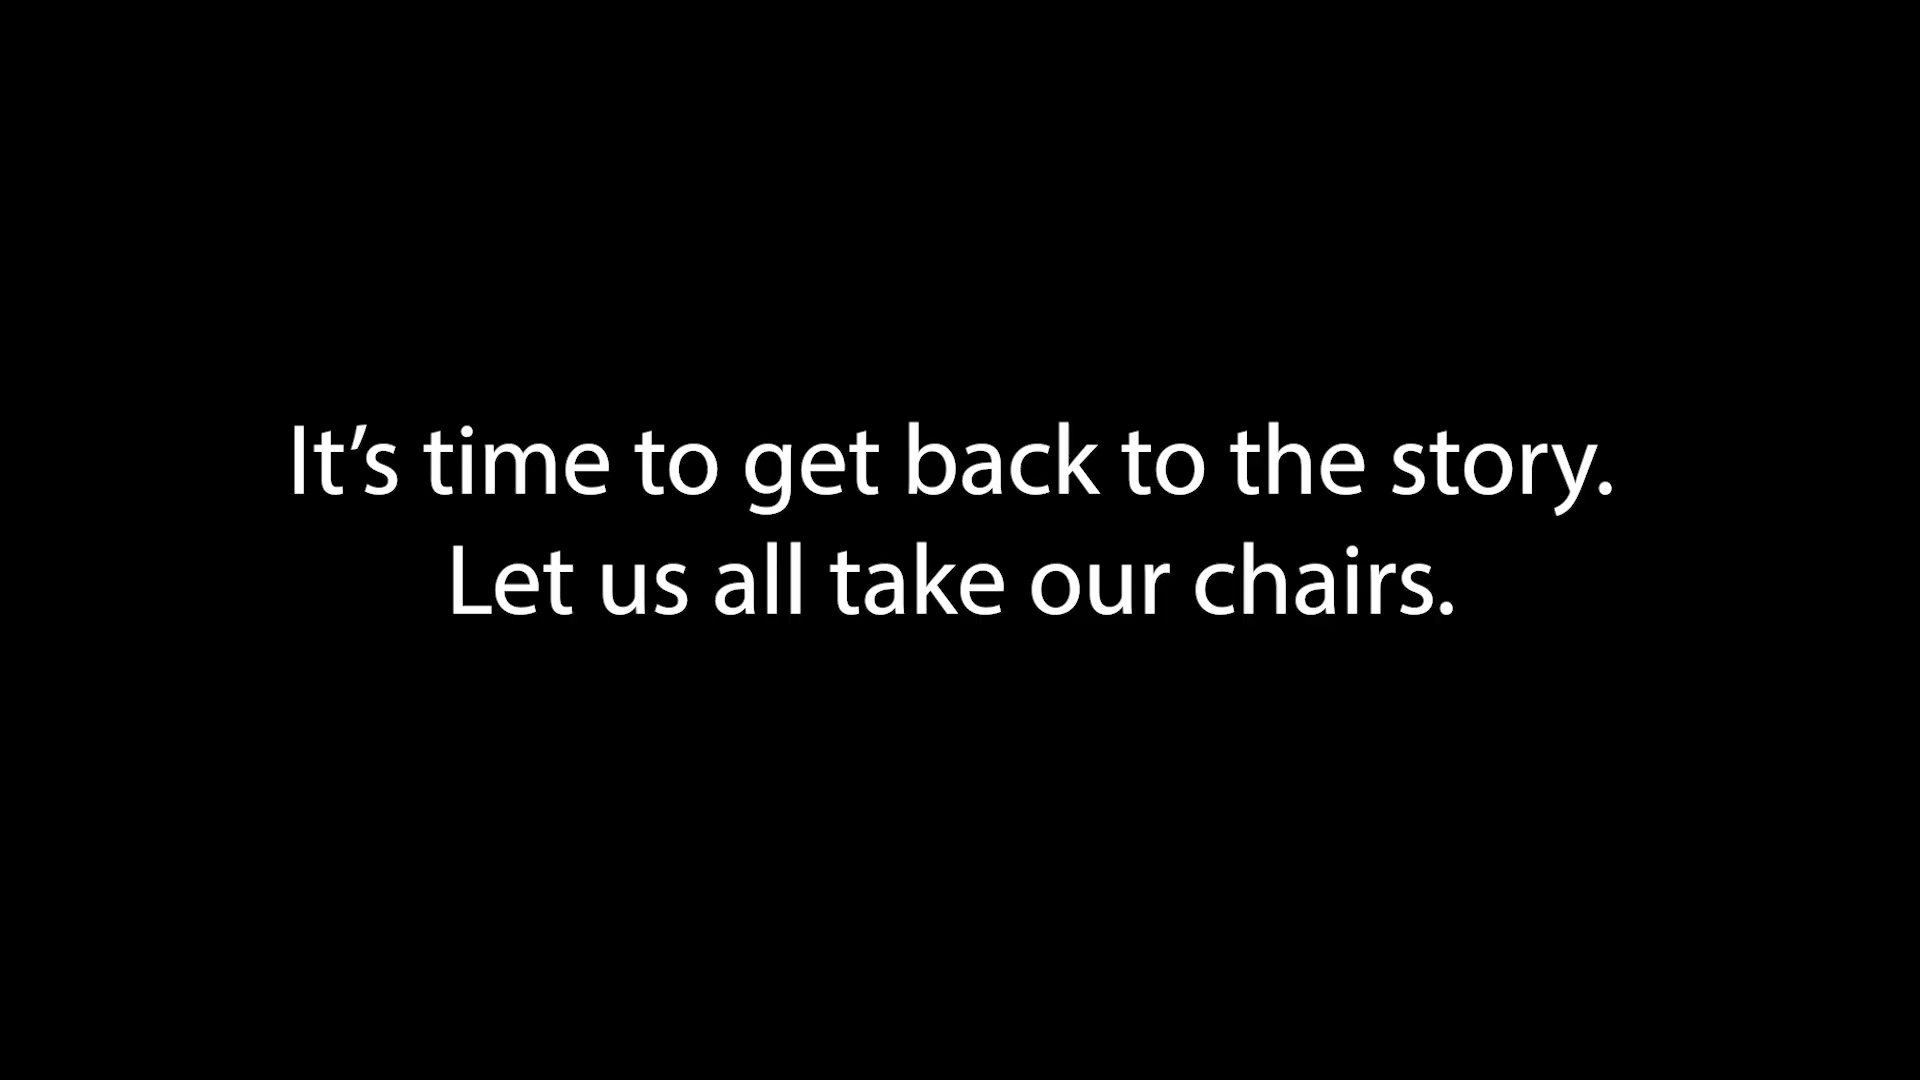 It’s time to get back to the story.
Let us all take our chairs.